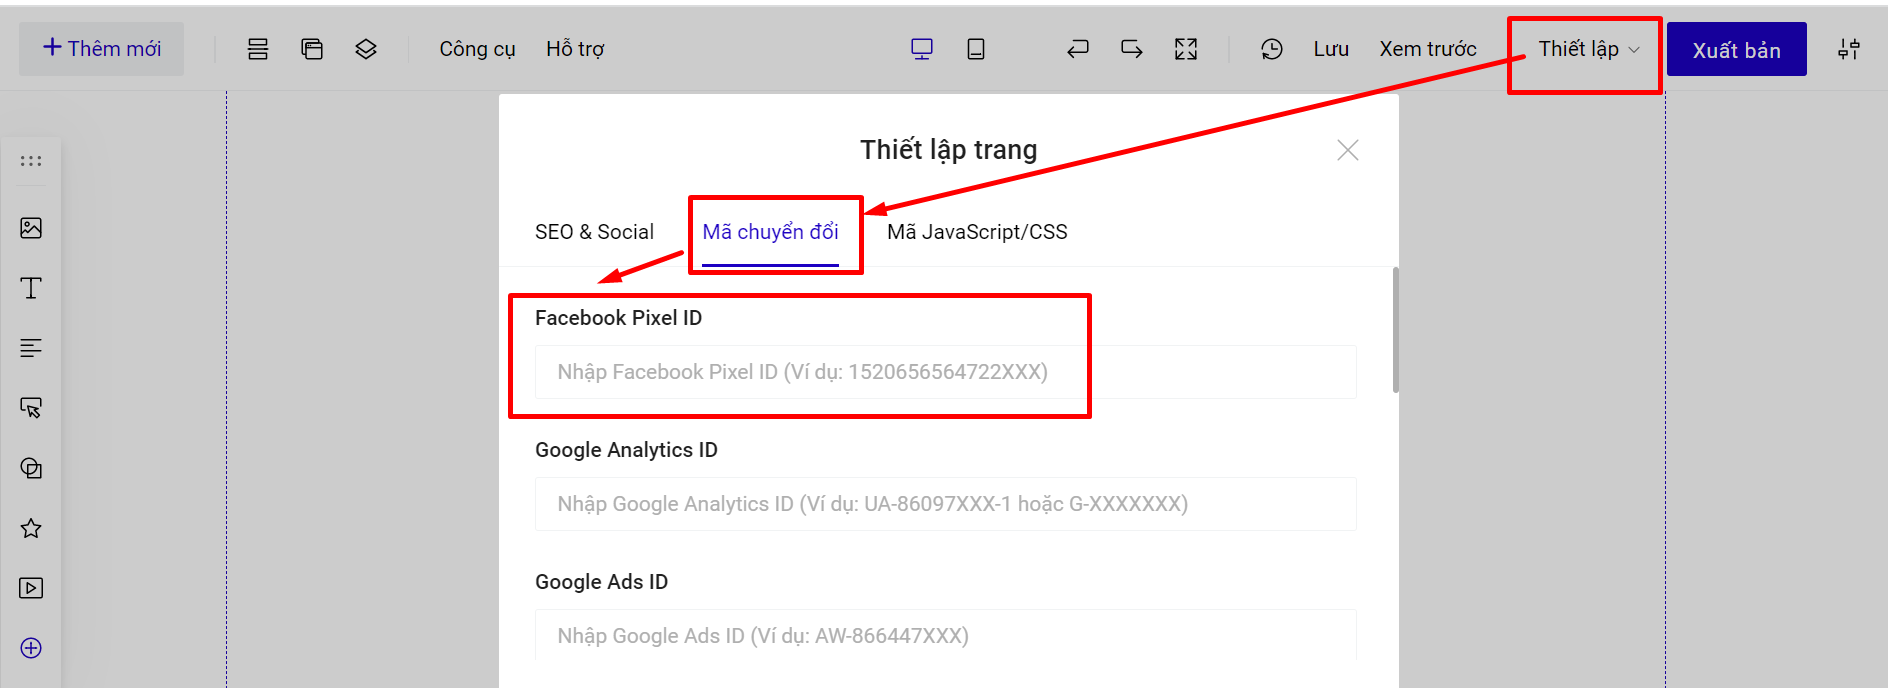 Thêm mới
Công cụ
Hỗ trợ
Lưu
Xem trước
Thiết lập
Xuất bản
Thiết lập trang
SEO & Social
Mã chuyển đổi
Mã JavaScript/CSS
Facebook Pixel ID
Nhập Facebook Pixel ID (Ví dụ: 1520656564722XXX)
Google Analytics ID
Nhập Google Analytics ID (Ví dụ: UA-86097XXX-1 hoặc G-XXXXXXX)
Google Ads ID
Nhập Google Ads ID (Ví dụ: AW-866447XXX)